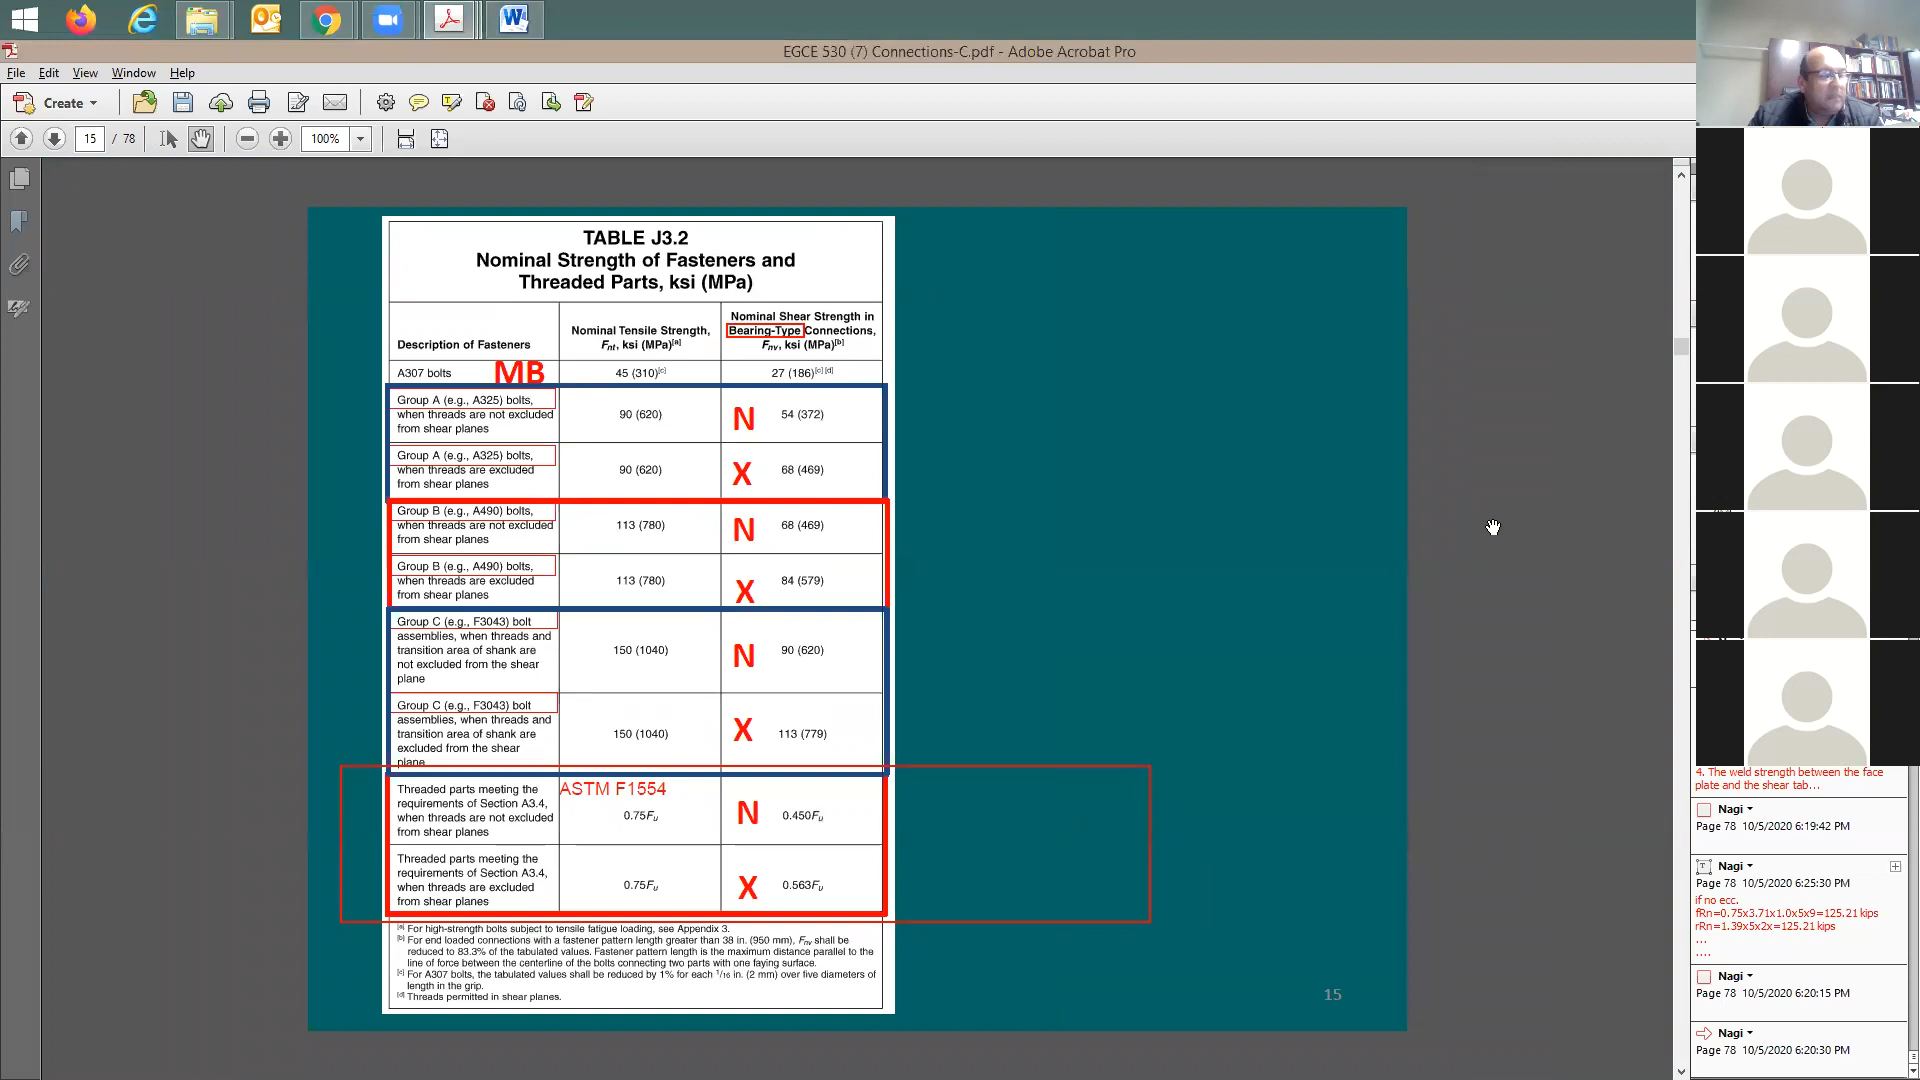 EGCE 530 (7) Connections-C.pdf - Adobe Acrobat Pro
File Edit View Window Help
Create
15 / 78
100%
TABLE J3.2
Nominal Strength of Fasteners and
Threaded Parts, ksi (MPa)
Description of Fasteners
Nominal Tensile Strength,
Fnt, ksi (MPa)[a]
Nominal Shear Strength in
Bearing-Type Connections,
Fnv, ksi (MPa)[b]
A307 bolts MB 45 (310)[c] 27 (186)[c] [d]
Group A (e.g., A325) bolts,
when threads are not excluded
from shear planes
90 (620) N 54 (372)
Group A (e.g., A325) bolts,
when threads are excluded
from shear planes
90 (620) X 68 (469)
Group B (e.g., A490) bolts,
when threads are not excluded
from shear planes
113 (780) N 68 (469)
Group B (e.g., A490) bolts,
when threads are excluded
from shear planes
113 (780) X 84 (579)
Group C (e.g., F3043) bolt
assemblies, when threads and
transition area of shank are
not excluded from the shear
plane
150 (1040) N 90 (620)
Group C (e.g., F3043) bolt
assemblies, when threads and
transition area of shank are
excluded from the shear
plane
150 (1040) X 113 (779)
Threaded parts meeting the
requirements of Section A3.4,
when threads are not excluded
from shear planes
ASTM F1554
0.75Fu N 0.450Fu
Threaded parts meeting the
requirements of Section A3.4,
when threads are excluded
from shear planes
0.75Fu X 0.563Fu
[a] For high-strength bolts subject to tensile fatigue loading, see Appendix 3.
[b] For end loaded connections with a fastener pattern length greater than 38 in. (950 mm), Fnv shall be
reduced to 83.3% of the tabulated values. Fastener pattern length is the maximum distance parallel to the
line of force between the centerline of the bolts connecting two parts with one faying surface.
[c] For A307 bolts, the tabulated values shall be reduced by 1% for each 1/16 in. (2 mm) over five diameters of
length in the grip.
[d] Threads permitted in shear planes.
15
4. The weld strength between the face
plate and the shear tab...
Nagi
Page 78 10/5/2020 6:19:42 PM
Nagi
Page 78 10/5/2020 6:25:30 PM
if no ecc.
fRn=0.75x3.71x1.0x5x9=125.21 kips
rRn=1.39x5x2x=125.21 kips
...
....
Nagi
Page 78 10/5/2020 6:20:15 PM
Nagi
Page 78 10/5/2020 6:20:30 PM